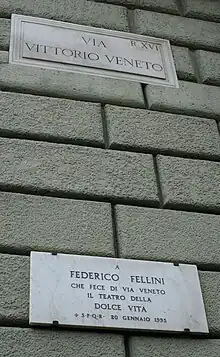 VIA R.XVI
VITTORIO VENETO
A
FEDERICO FELLINI
CHE FECE DI VIA VENETO
IL TEATRO DELLA
DOLCE VITA
S·P·Q·R· 20 GENNAIO 1995